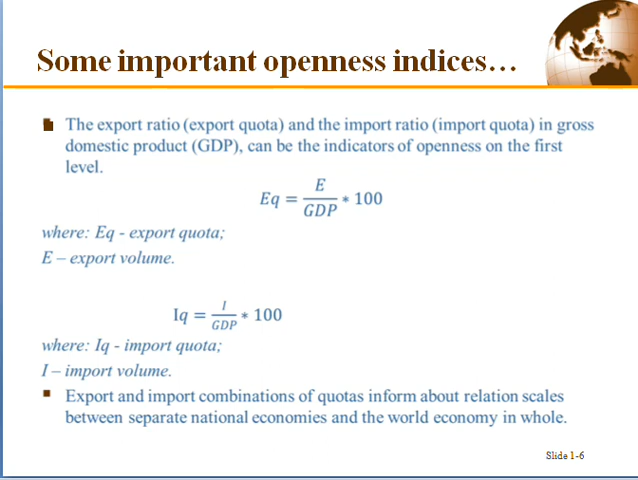 Some important openness indices…
The export ratio (export quota) and the import ratio (import quota) in gross
domestic product (GDP), can be the indicators of openness on the first
level.
Eq = E/GDP * 100
where: Eq - export quota;
E – export volume.
Iq = I/GDP * 100
where: Iq - import quota;
I – import volume.
Export and import combinations of quotas inform about relation scales
between separate national economies and the world economy in whole.
Slide 1-6